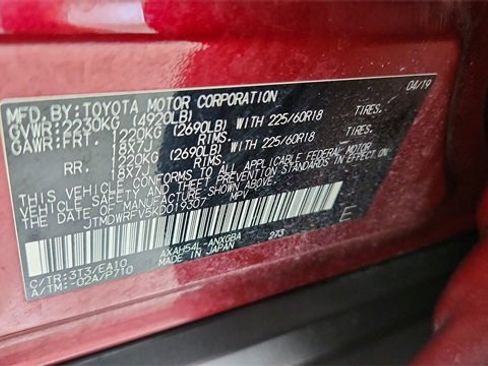 04/19
MFD.BY:TOYOTA MOTOR CORPORATION
GVWR:2230KG (4920LB)
GAWR:FRT. 1220KG (2690LB) WITH 225/60R18 TIRES,
18X7J RIMS,
RR. 1220KG (2690LB) WITH 225/60R18 TIRES,
18X7J RIMS,
THIS VEHICLE CONFORMS TO ALL APPLICABLE FEDERAL MOTOR
VEHICLE SAFETY STANDARDS IN EFFECT ON
THE DATE OF MANUFACTURE SHOWN ABOVE.
JTMDWRFV5KD019307 MPV
E
C/TR:3T3/EA10 AXAH54L-ANXGBA 273
A/TM:-02A/P710 MADE IN JAPAN